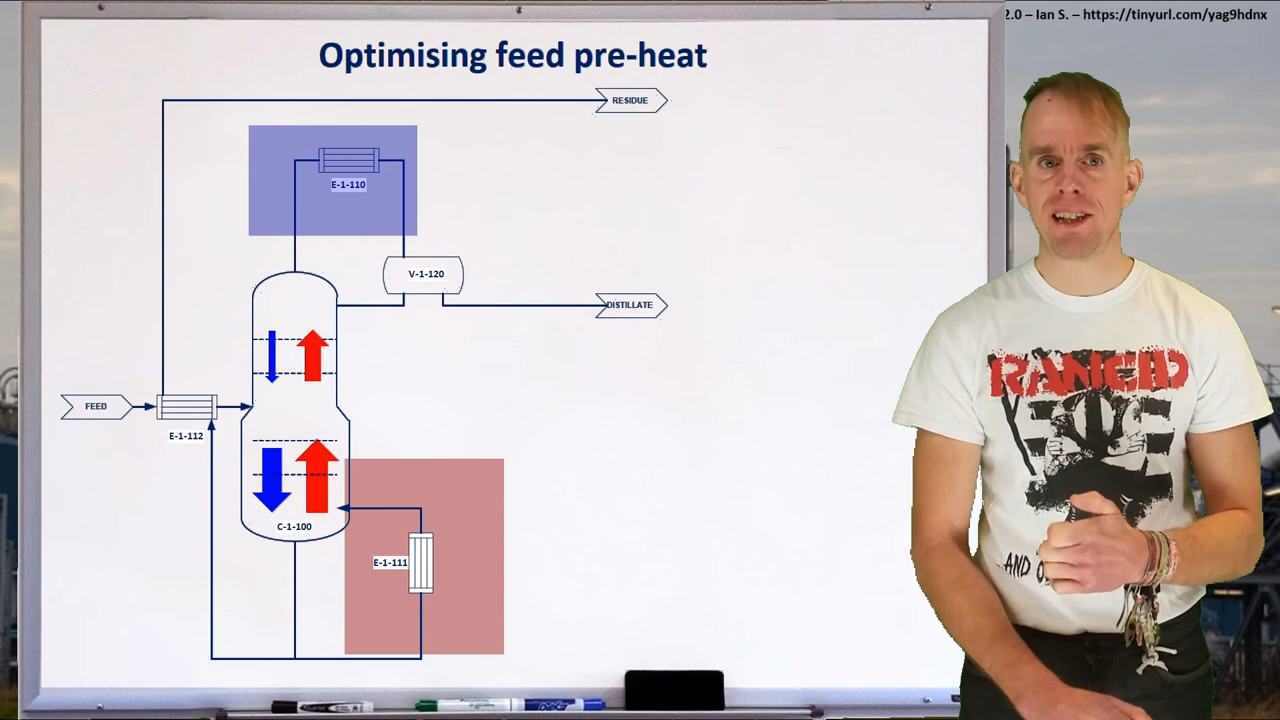 2.0 – Ian S. – https://tinyurl.com/yag9hdnx
Optimising feed pre-heat
RESIDUE
E-1-110
V-1-120
DISTILLATE
FEED
E-1-112
C-1-100
E-1-111
RANCID
AND O